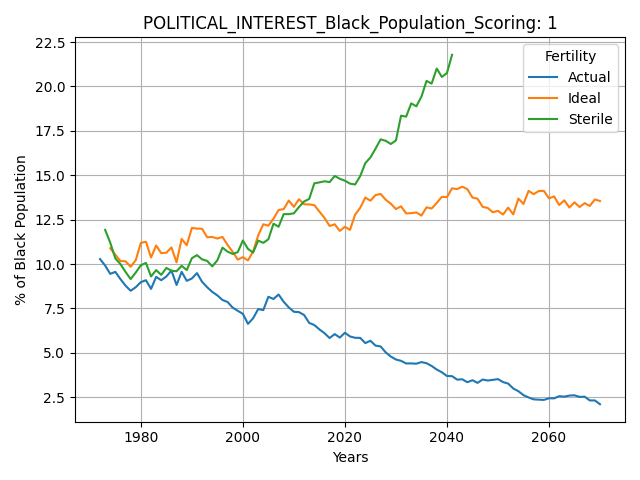 POLITICAL_INTEREST_Black_Population_Scoring: 1
22.5
20.0
17.5
15.0
12.5
10.0
7.5
5.0
2.5
% of Black Population
Fertility
Actual
Ideal
Sterile
1980 2000 2020 2040 2060
Years